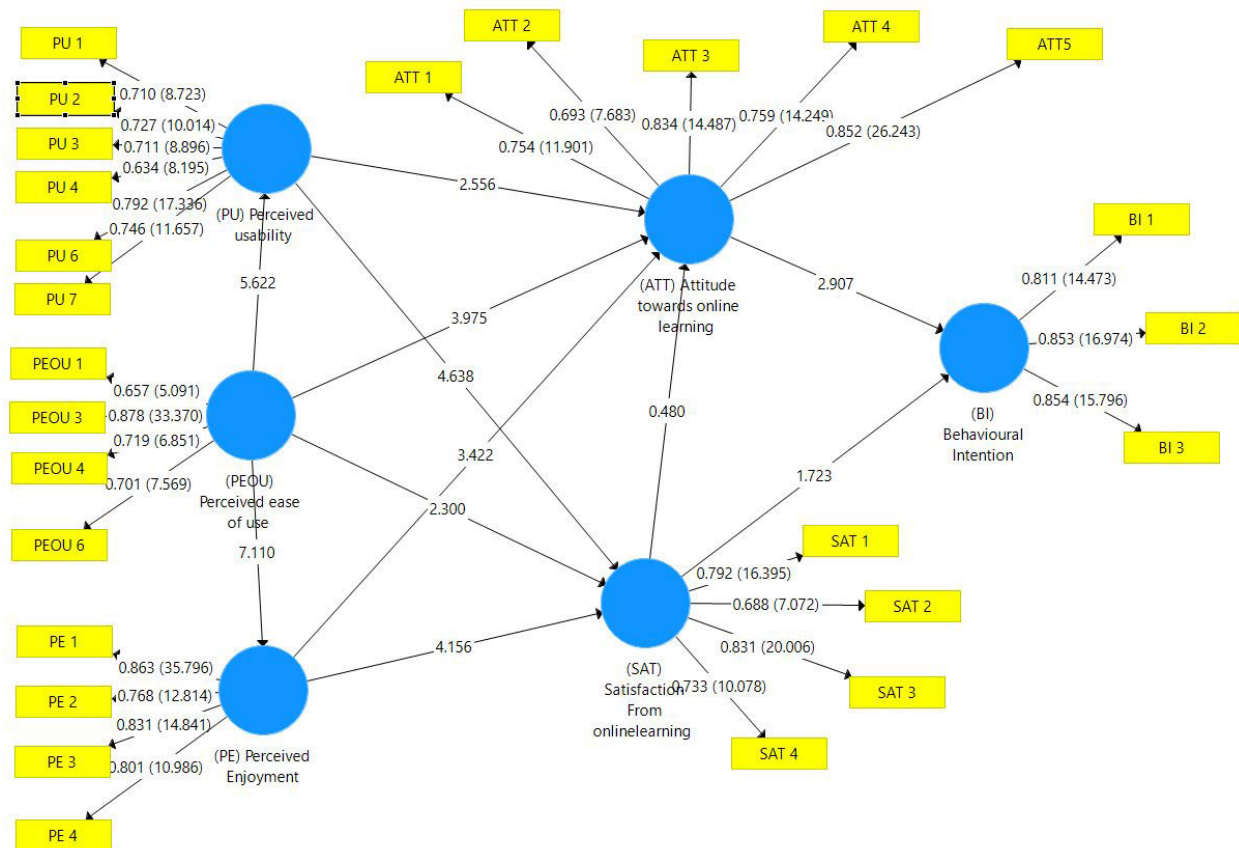 PU 1
PU 2
PU 3
PU 4
PU 6
PU 7
0.710 (8.723)
0.727 (10.014)
0.711 (8.896)
0.634 (8.195)
0.792 (17.336)
0.746 (11.657)
(PU) Perceived
usability
ATT 1
ATT 2
ATT 3
ATT 4
ATT5
0.754 (11.901)
0.693 (7.683)
0.834 (14.487)
0.759 (14.249)
0.852 (26.243)
(ATT) Attitude
towards online
learning
2.556
5.622
3.975
4.638
3.422
0.480
2.907
PEOU 1
PEOU 3
PEOU 4
PEOU 6
0.657 (5.091)
0.878 (33.370)
0.719 (6.851)
0.701 (7.569)
(PEOU)
Perceived ease
of use
7.110
2.300
4.156
1.723
BI 1
BI 2
BI 3
0.811 (14.473)
0.853 (16.974)
0.854 (15.796)
(BI)
Behavioural
Intention
PE 1
PE 2
PE 3
PE 4
0.863 (35.796)
0.768 (12.814)
0.831 (14.841)
0.801 (10.986)
(PE) Perceived
Enjoyment
SAT 1
SAT 2
SAT 3
SAT 4
0.792 (16.395)
0.688 (7.072)
0.831 (20.006)
0.733 (10.078)
(SAT)
Satisfaction
From
onlinelearning